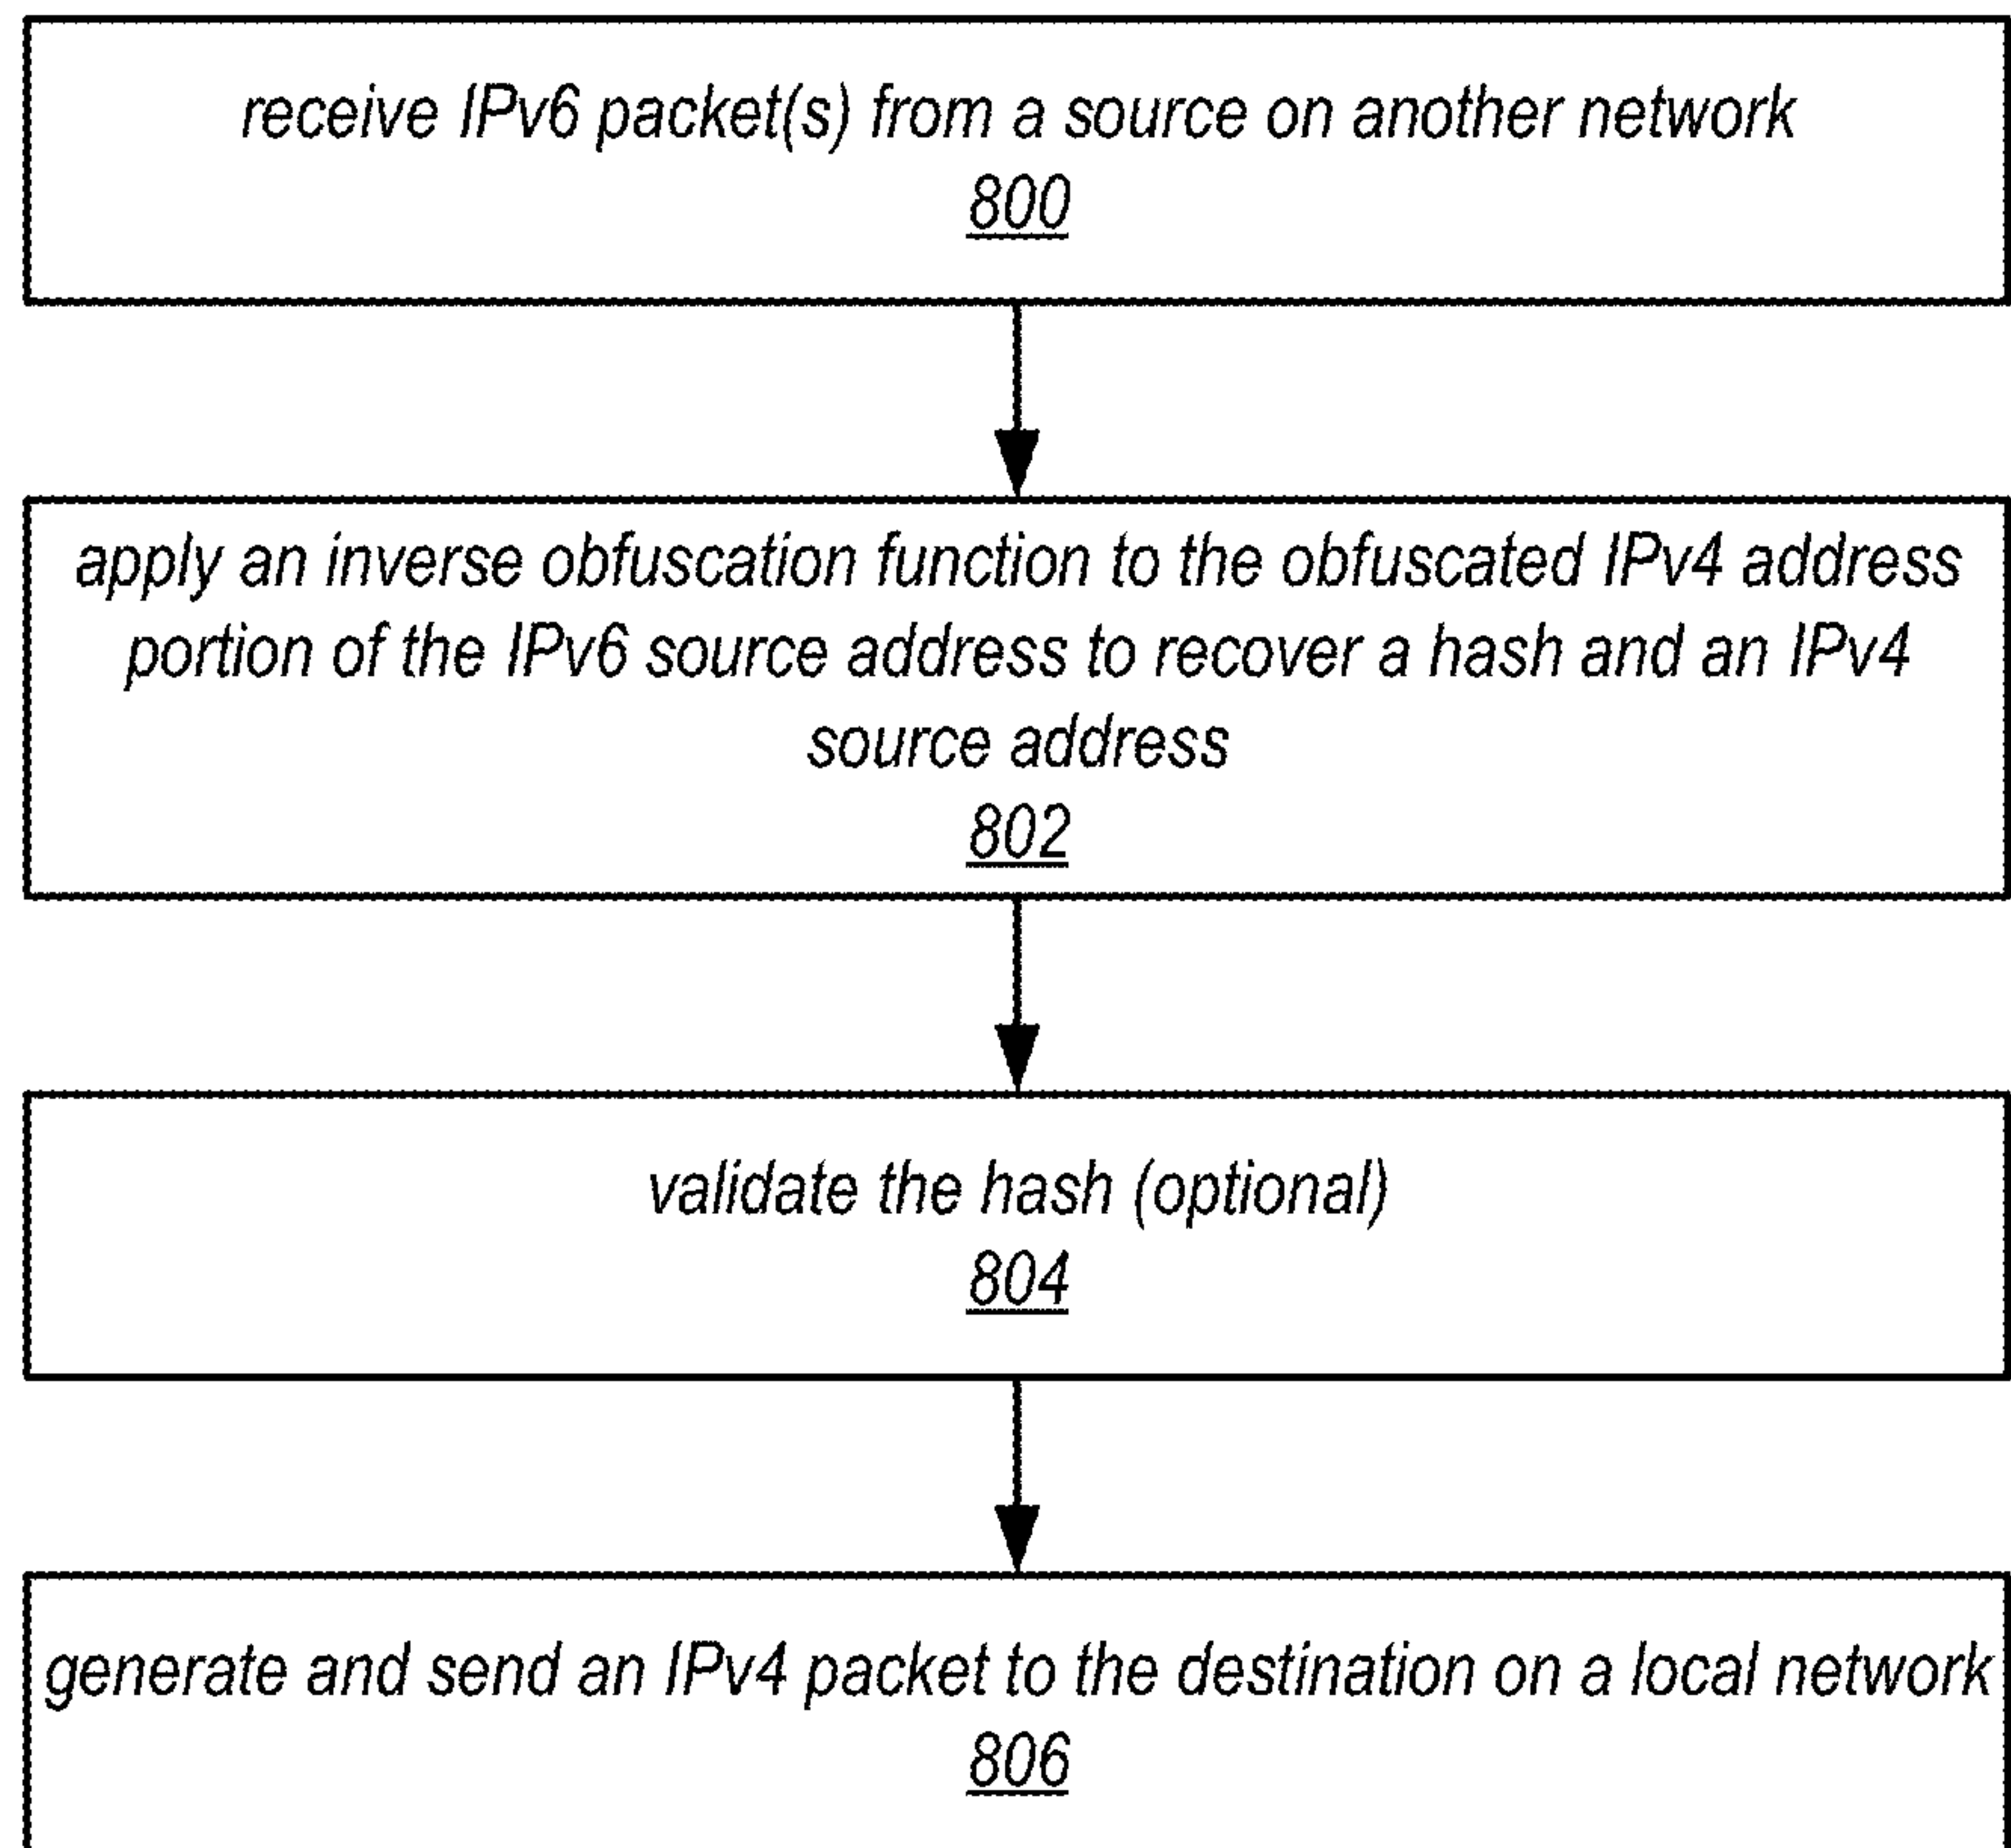 receive IPv6 packet(s) from a source on another network
800
apply an inverse obfuscation function to the obfuscated IPv4 address
portion of the IPv6 source address to recover a hash and an IPv4
source address
802
validate the hash (optional)
804
generate and send an IPv4 packet to the destination on a local network
806